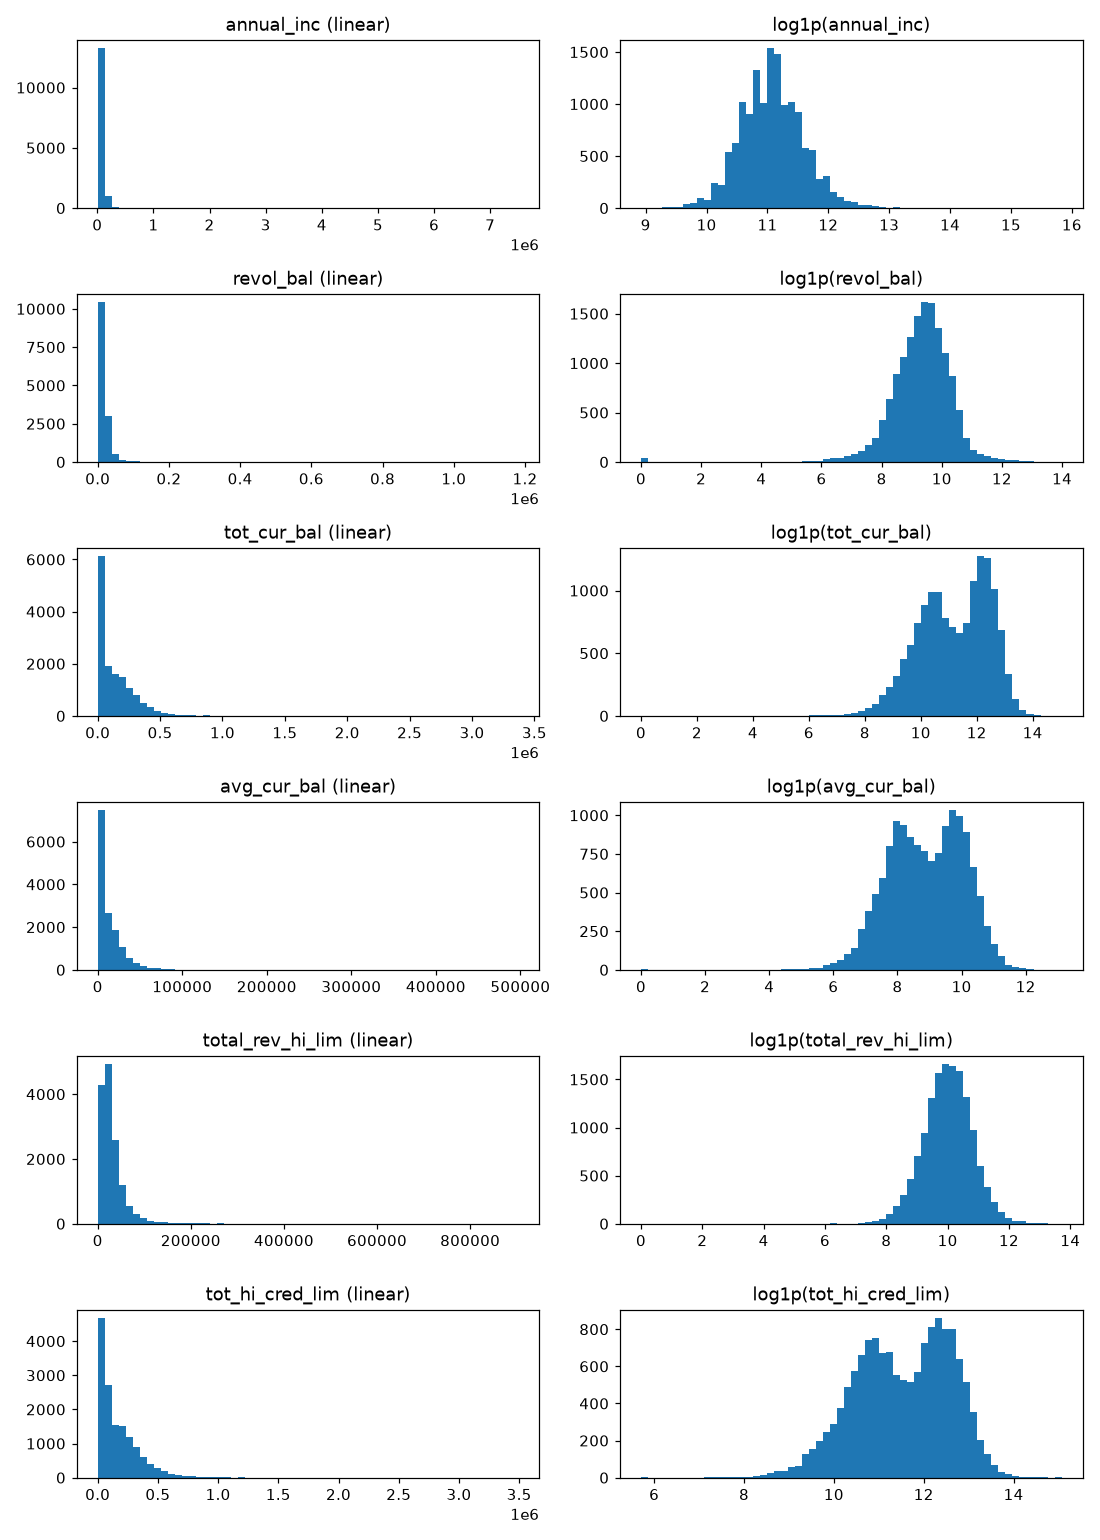 annual_inc (linear)
10000
5000
0
0 1 2 3 4 5 6 7
1e6
log1p(annual_inc)
1500
1000
500
0
9 10 11 12 13 14 15 16
revol_bal (linear)
10000
7500
5000
2500
0
0.0 0.2 0.4 0.6 0.8 1.0 1.2
1e6
log1p(revol_bal)
1500
1000
500
0
0 2 4 6 8 10 12 14
tot_cur_bal (linear)
6000
4000
2000
0
0.0 0.5 1.0 1.5 2.0 2.5 3.0 3.5
1e6
log1p(tot_cur_bal)
1000
500
0
0 2 4 6 8 10 12 14
avg_cur_bal (linear)
6000
4000
2000
0
0 100000 200000 300000 400000 500000
log1p(avg_cur_bal)
1000
750
500
250
0
0 2 4 6 8 10 12
total_rev_hi_lim (linear)
4000
2000
0
0 200000 400000 600000 800000
log1p(total_rev_hi_lim)
1500
1000
500
0
0 2 4 6 8 10 12 14
tot_hi_cred_lim (linear)
4000
3000
2000
1000
0
0.0 0.5 1.0 1.5 2.0 2.5 3.0 3.5
1e6
log1p(tot_hi_cred_lim)
800
600
400
200
0
6 8 10 12 14